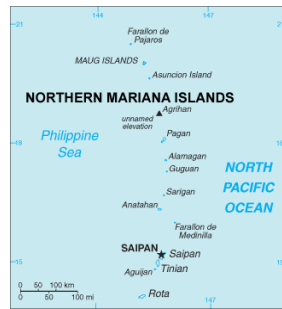 144
147
21
Farallon de
Pajaros
MAUG ISLANDS
Asuncion Island
NORTHERN MARIANA ISLANDS
Agrihan
unnamed
elevation
Philippine
Sea
Pagan
18
18
Alamagan
Guguan
NORTH
PACIFIC
OCEAN
Sarigan
Anatahan
Farallon de
Medinilla
SAIPAN
Saipan
15
15
Aguijan
Tinian
0 50 100 km
0 50 100 mi
Rota
147